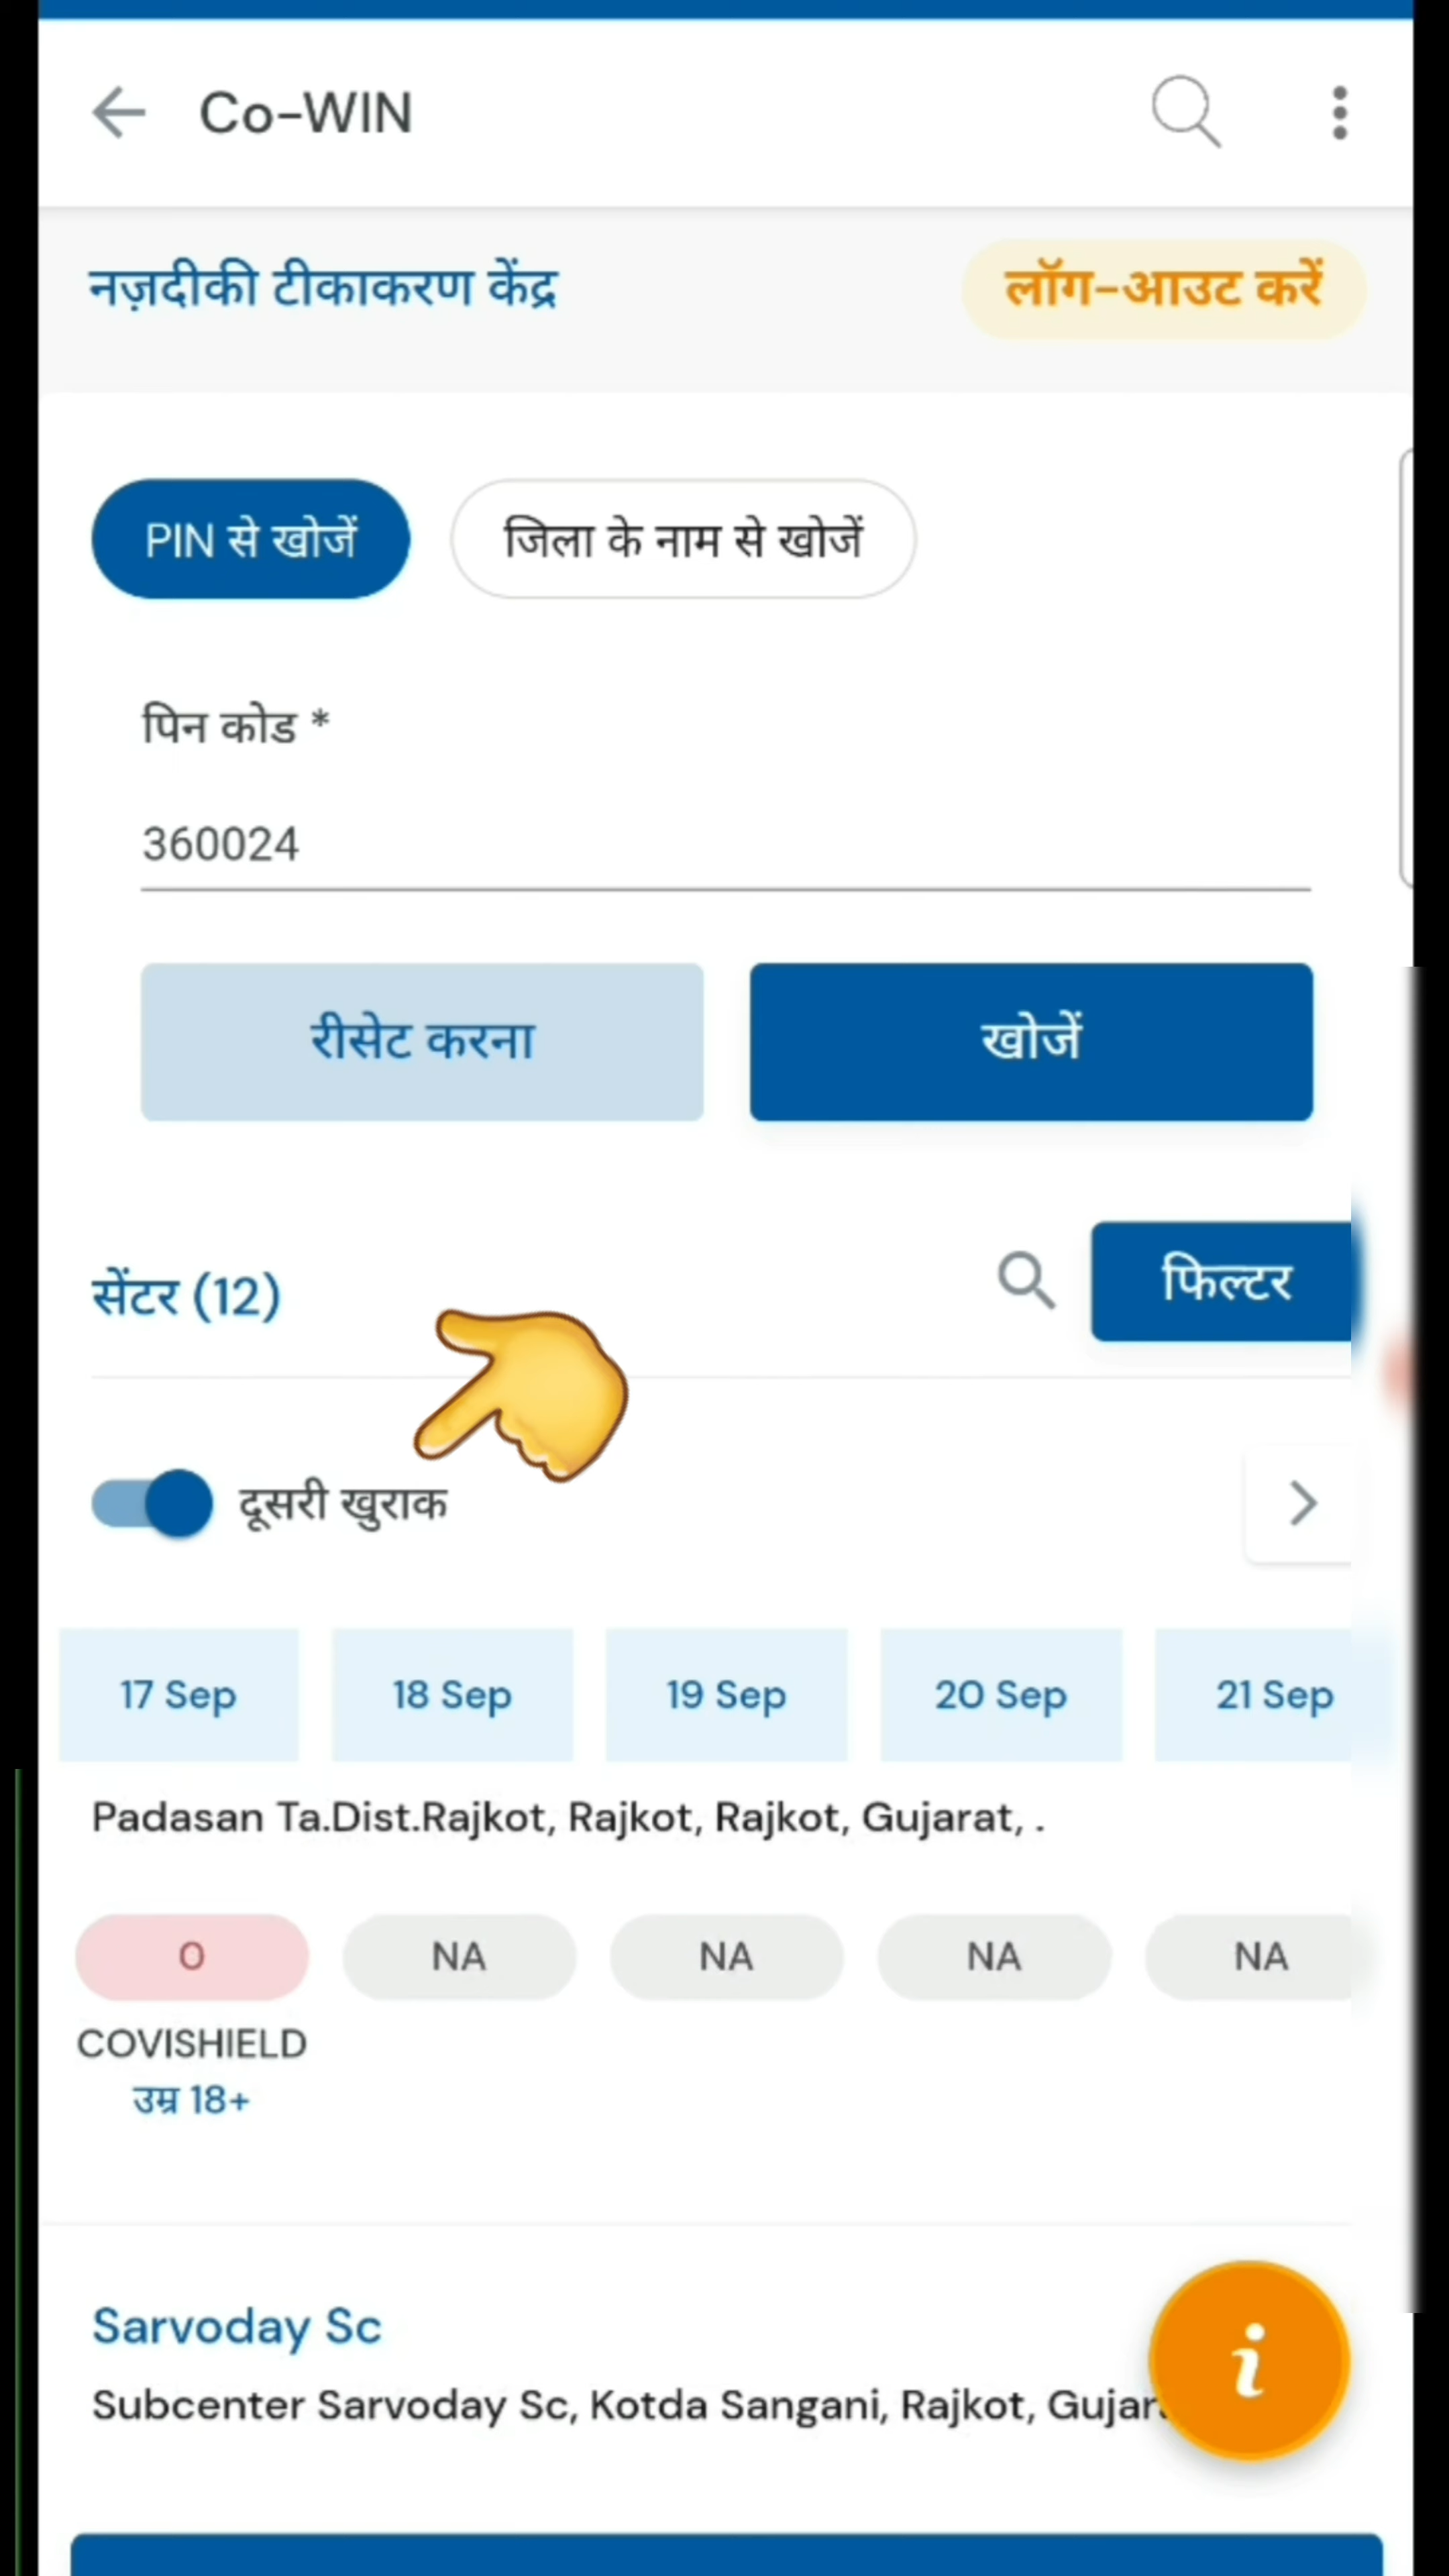 Co-WIN
नज़दीकी टीकाकरण केंद्र लॉग-आउट करें
PIN से खोजें जिला के नाम से खोजें
पिन कोड *
360024
रीसेट करना खोजें
सेंटर (12) फिल्टर
दूसरी खुराक
17 Sep 18 Sep 19 Sep 20 Sep 21 Sep
Padasan Ta.Dist.Rajkot, Rajkot, Rajkot, Gujarat, .
0 NA NA NA NA
COVISHIELD
उम्र 18+
Sarvoday Sc
Subcenter Sarvoday Sc, Kotda Sangani, Rajkot,
i